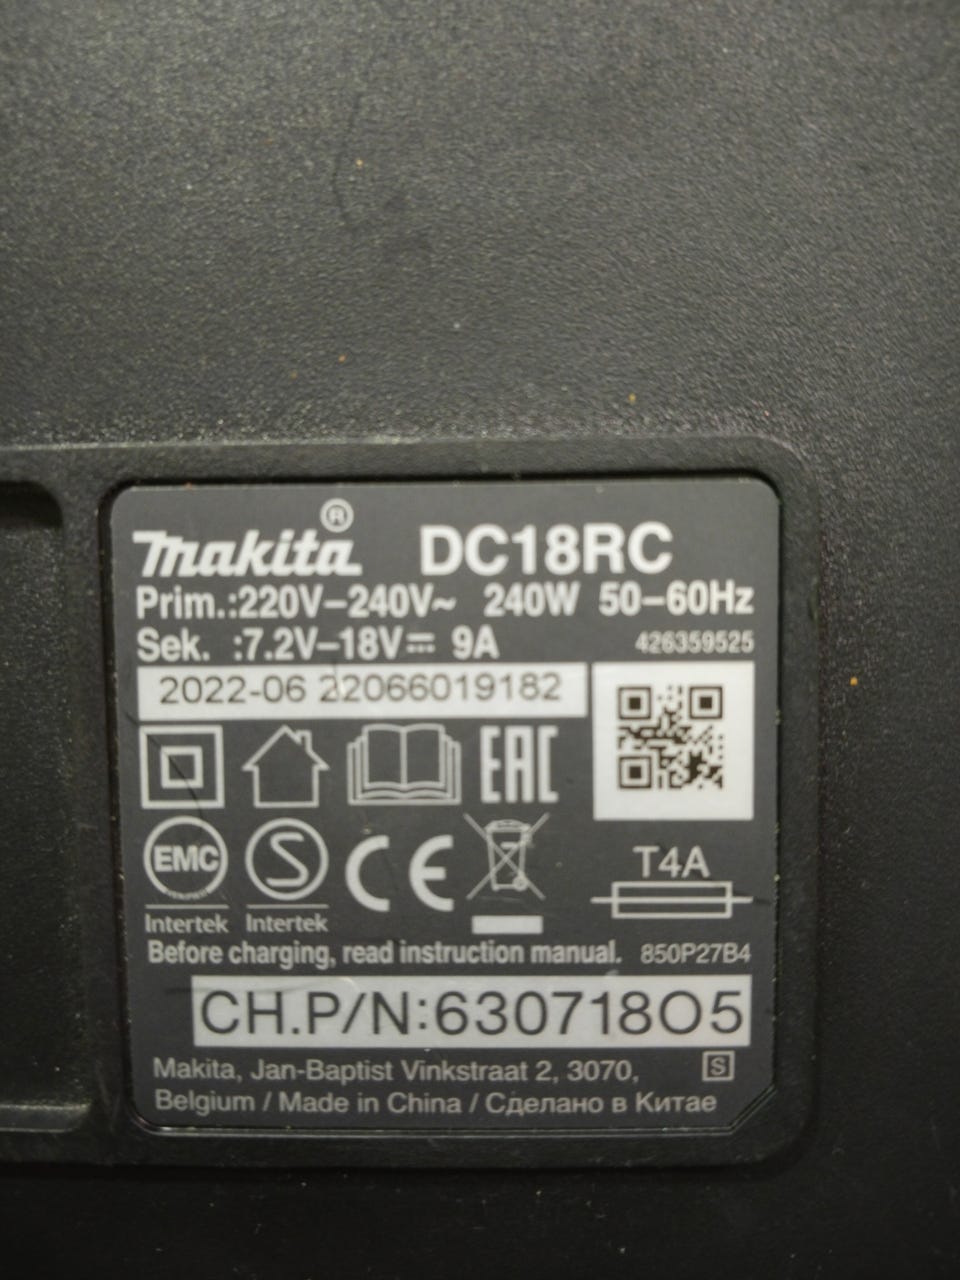 makita® DC18RC
Prim.:220V–240V~ 240W 50–60Hz
Sek. :7.2V–18V⎓ 9A 426359525
2022-06 22066019182
EAC
EMC S CE T4A
Intertek Intertek
Before charging, read instruction manual. 850P27B4
CH.P/N:630718O5
Makita, Jan-Baptist Vinkstraat 2, 3070, S
Belgium / Made in China / Сделано в Китае